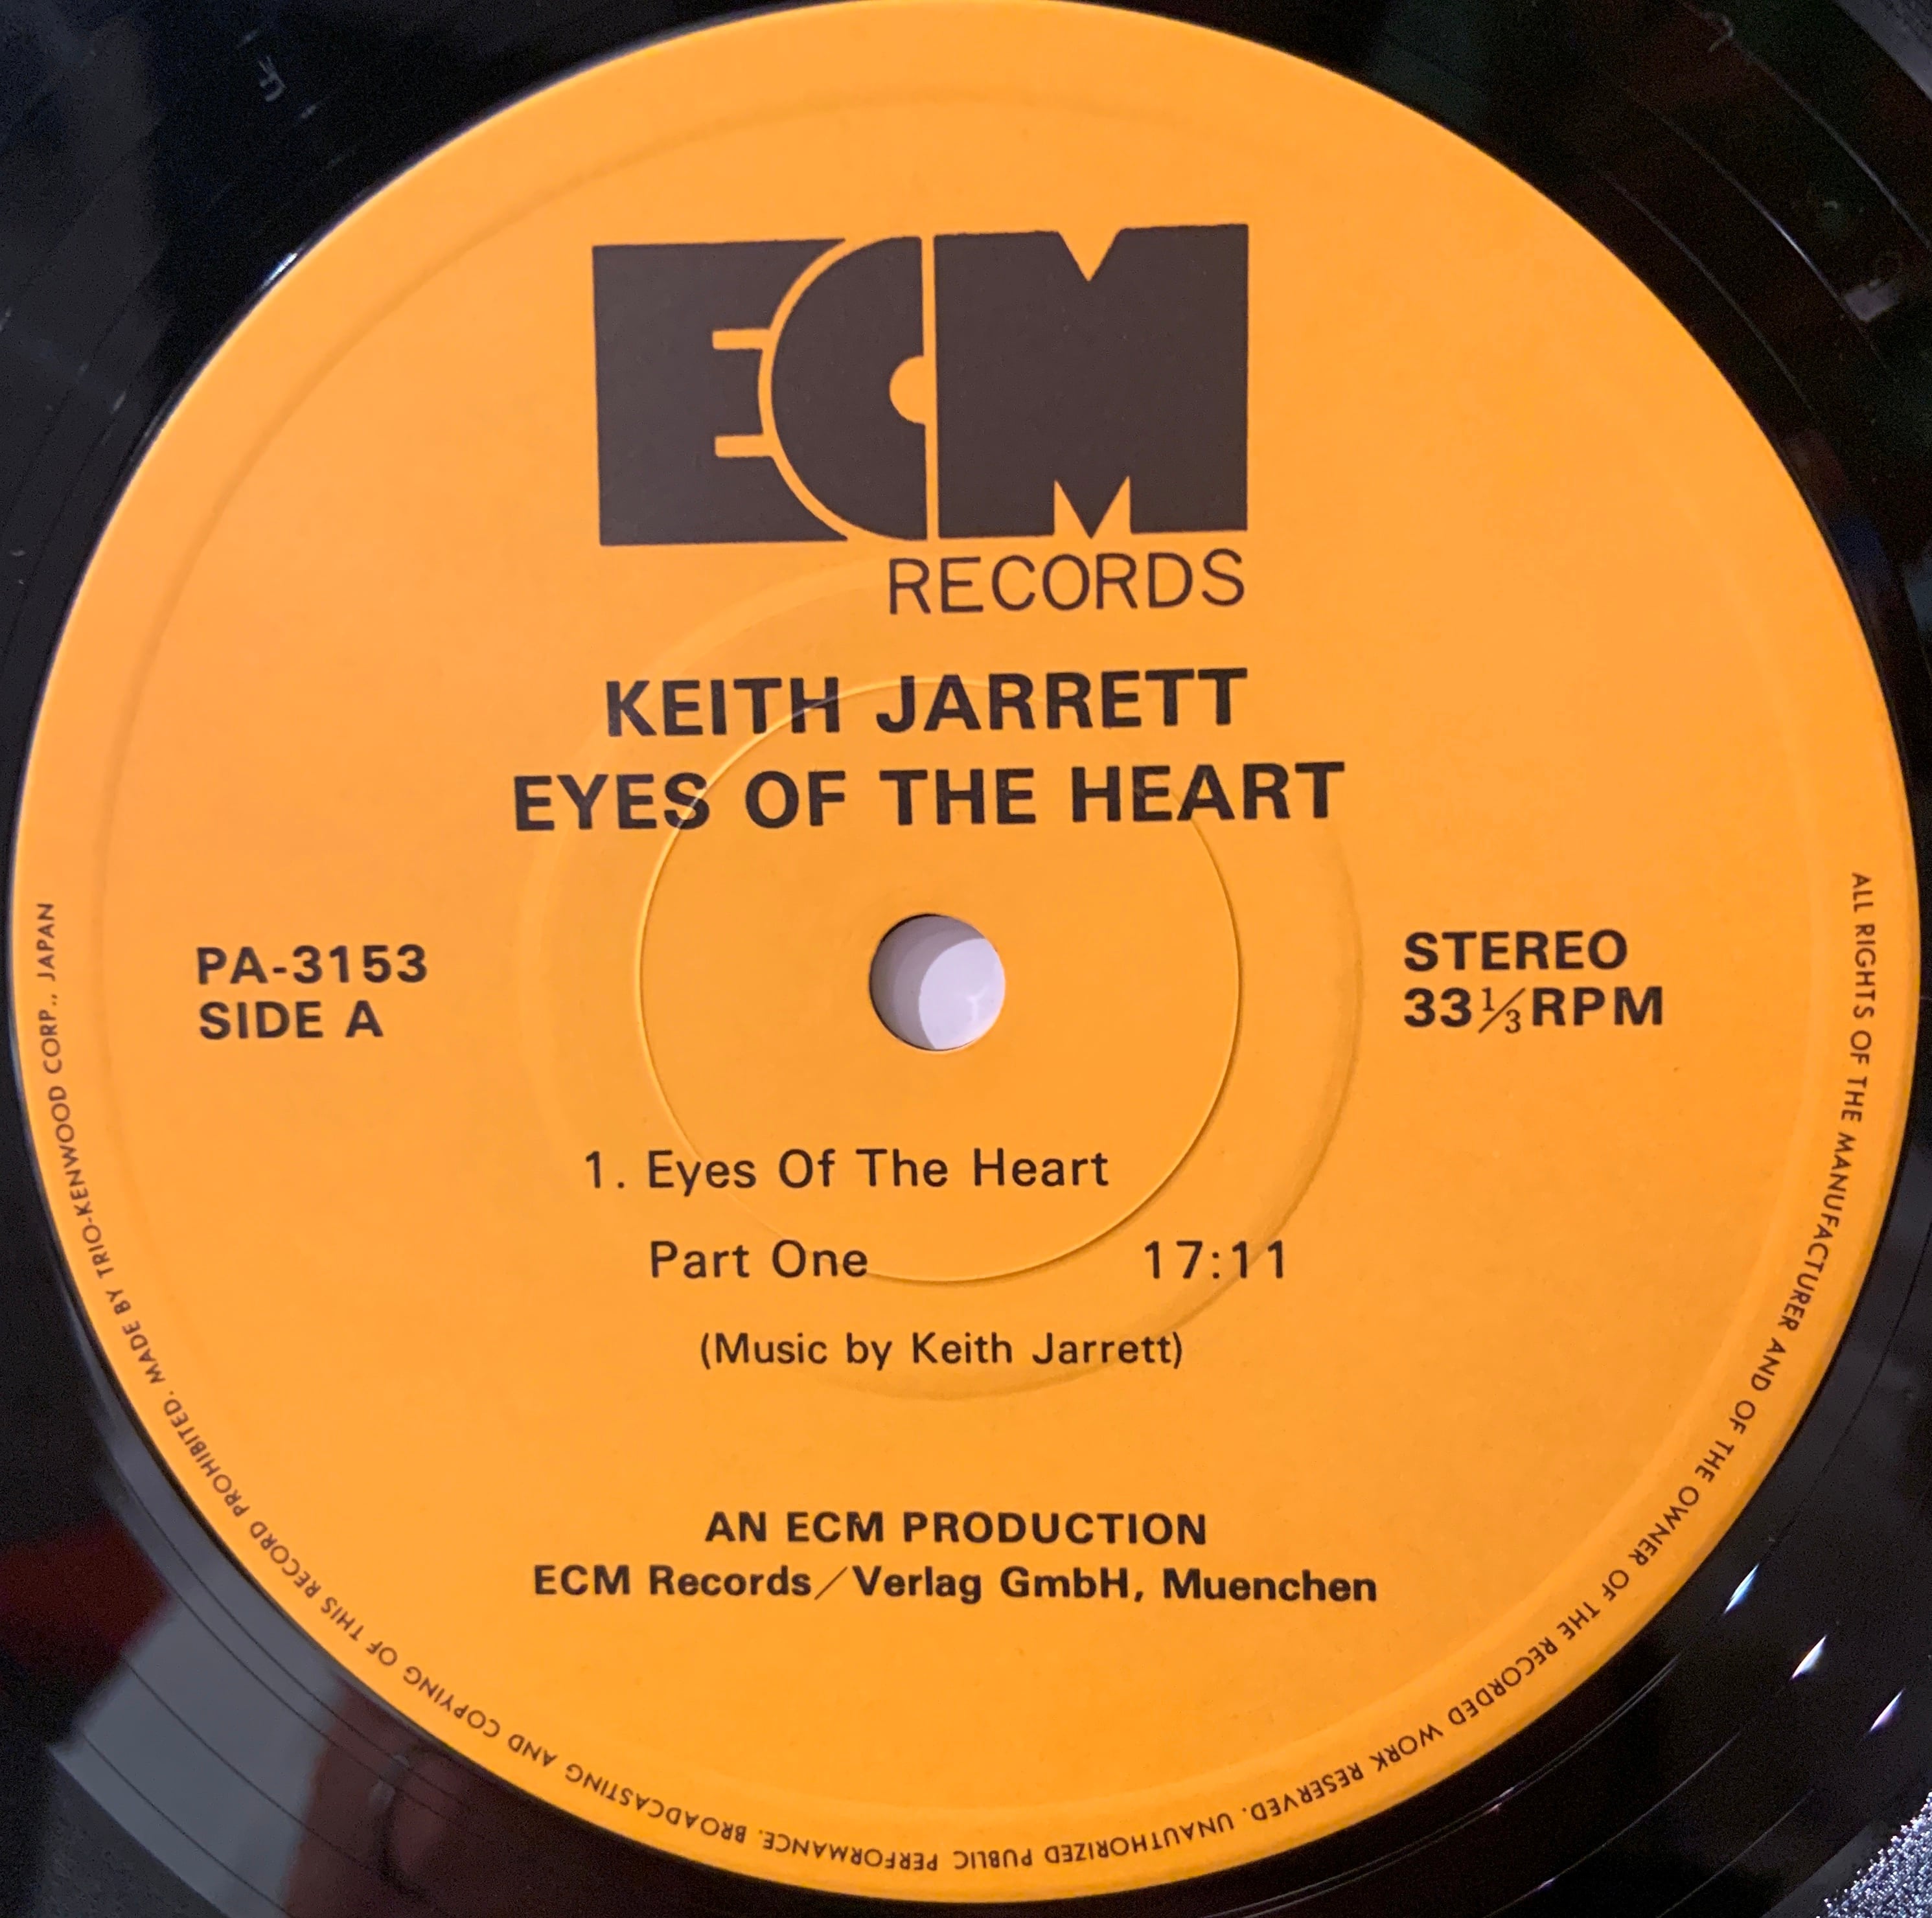 ECM
RECORDS
KEITH JARRETT
EYES OF THE HEART
PA-3153
SIDE A
STEREO
33⅓RPM
1. Eyes Of The Heart
Part One 17:11
(Music by Keith Jarrett)
AN ECM PRODUCTION
ECM Records/Verlag GmbH, Muenchen
ALL RIGHTS OF THE MANUFACTURER AND OF THE OWNER OF THE RECORDED WORK RESERVED. UNAUTHORIZED PUBLIC PERFORMANCE. BROADCASTING AND COPYING OF THIS RECORD PROHIBITED. MADE BY TRIO-KENWOOD CORP., JAPAN